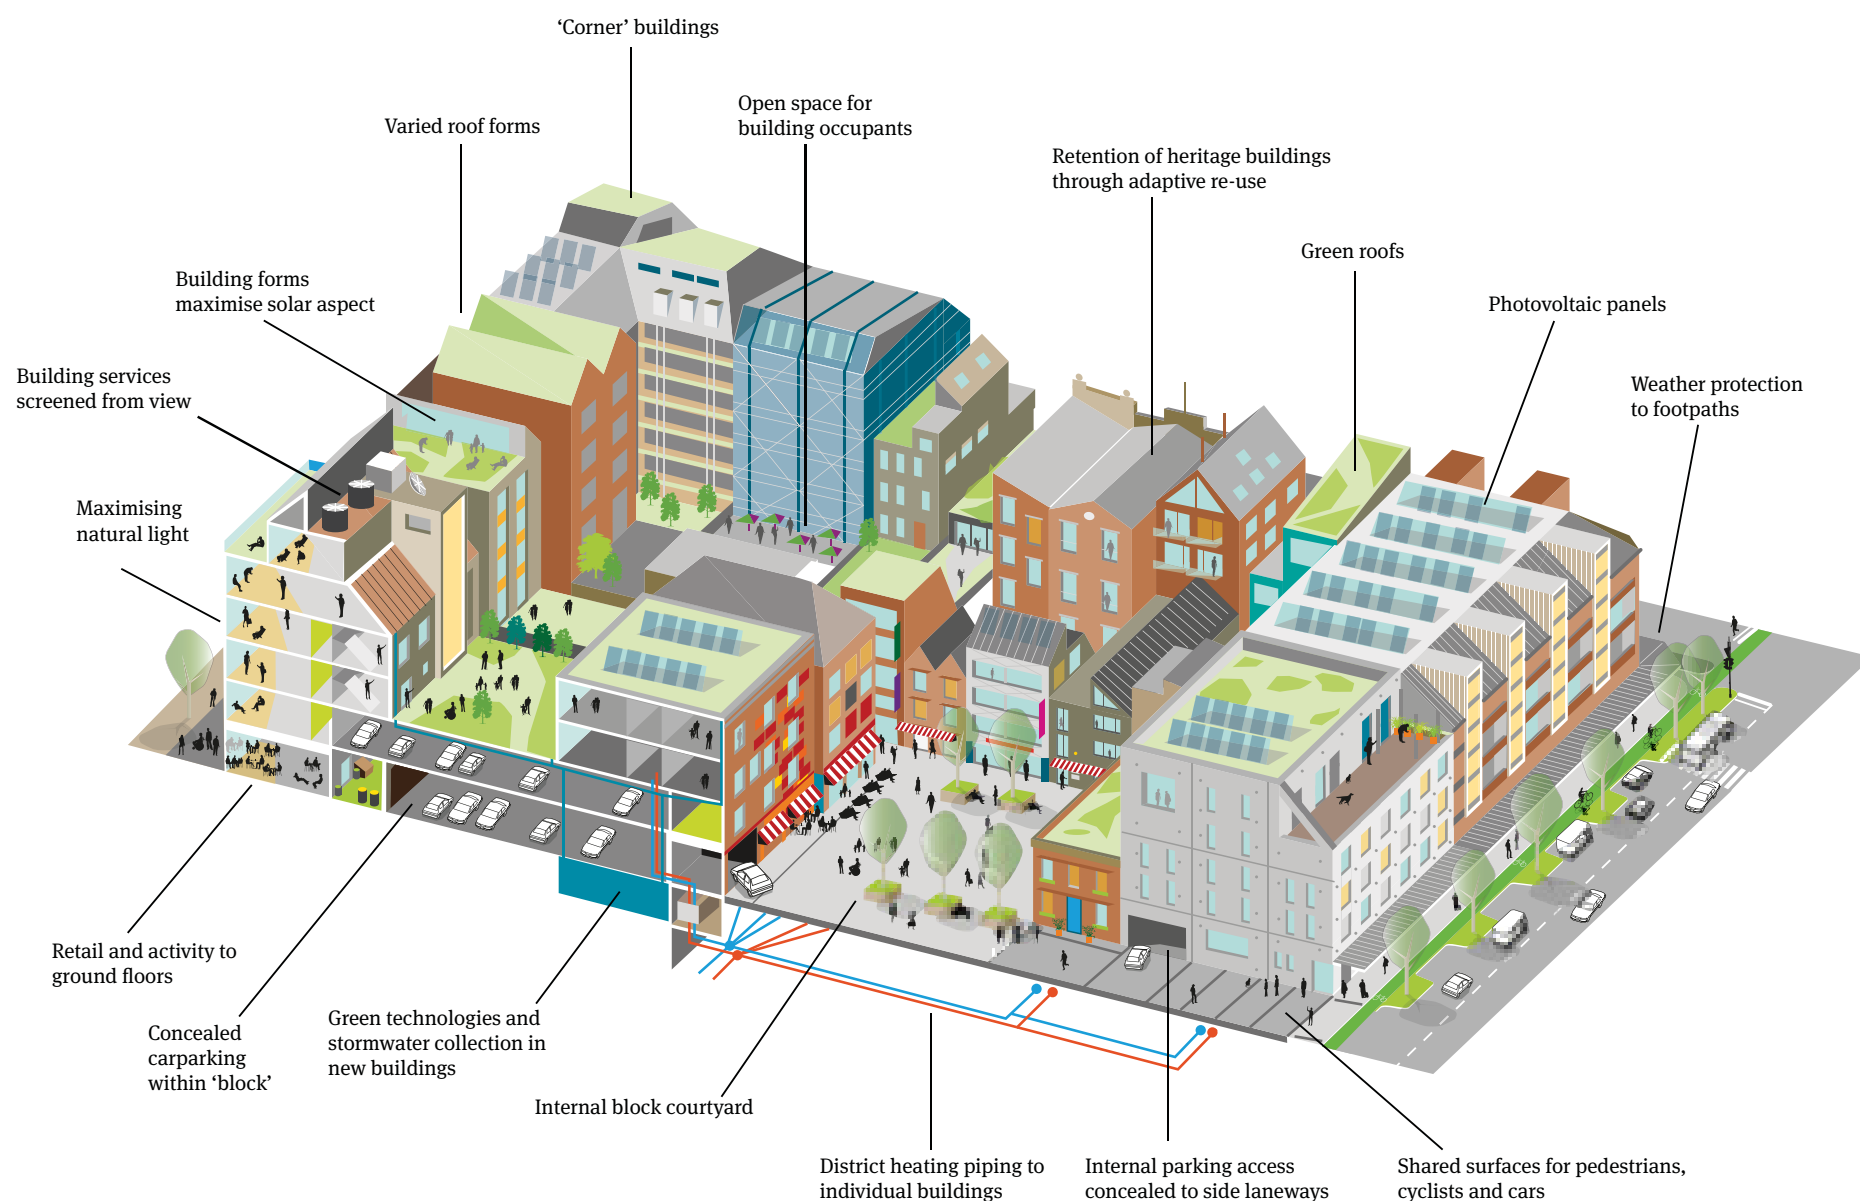 ‘Corner’ buildings
Open space for
building occupants
Varied roof forms
Retention of heritage buildings
through adaptive re-use
Green roofs
Building forms
maximise solar aspect
Photovoltaic panels
Building services
screened from view
Weather protection
to footpaths
Maximising
natural light
Retail and activity to
ground floors
Concealed
carparking
within ‘block’
Green technologies and
stormwater collection in
new buildings
Internal block courtyard
District heating piping to
individual buildings
Internal parking access
concealed to side laneways
Shared surfaces for pedestrians,
cyclists and cars